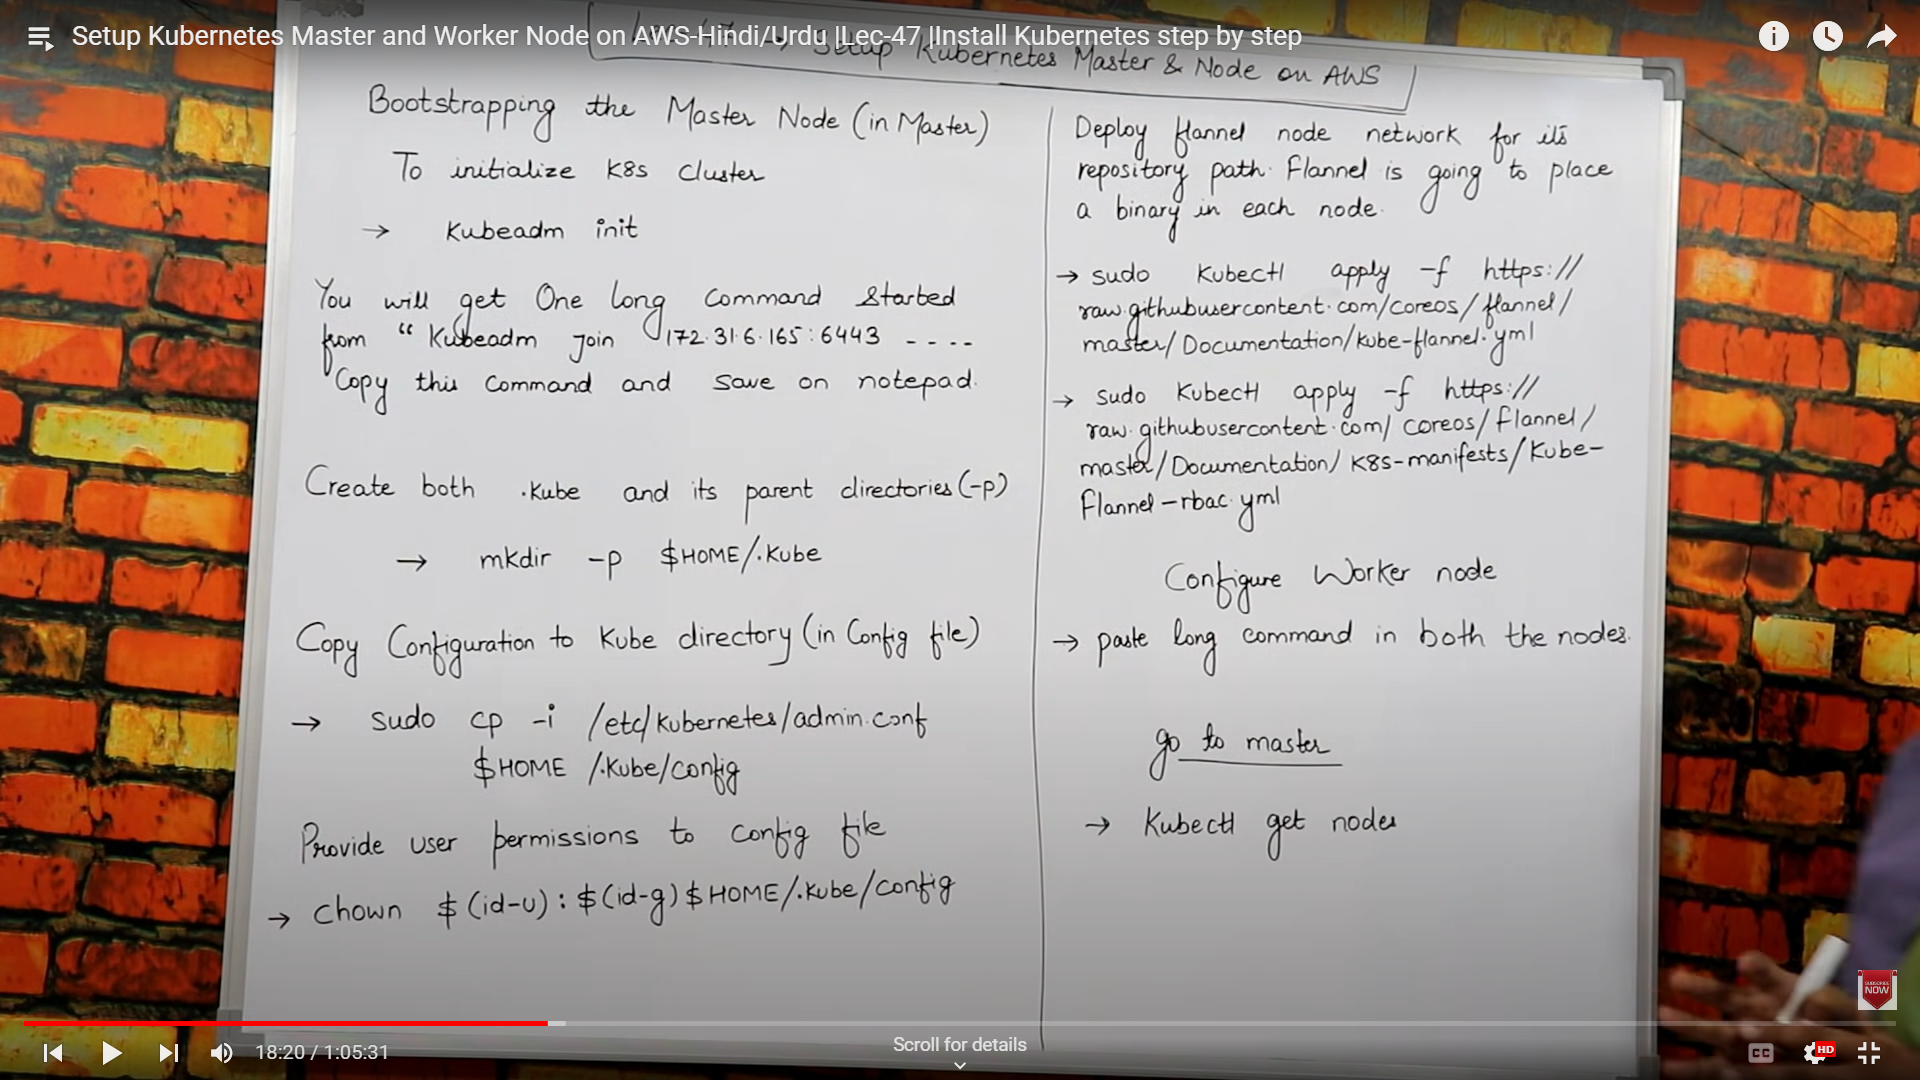 Setup Kubernetes Master and Worker Node on AWS-Hindi/Urdu |Lec-47 |Install Kubernetes step by step
Setup Kubernetes Master & Node on AWS
Bootstrapping the Master Node (in Master)
To initialize K8s Cluster
→ Kubeadm init
You will get One long Command Started
from “ Kubeadm join 172.31.6.165:6443 ----
Copy this Command and save on notepad.
Create both .Kube and its parent directories (-p)
→ mkdir -p $HOME/.Kube
Copy Configuration to Kube directory (in Config file)
→ sudo cp -i /etc/kubernetes/admin.conf
$HOME /.Kube/config
Provide user permissions to config file
→ Chown $(id-u):$(id-g) $HOME/.Kube/config
Deploy flannel node network for its
repository path. Flannel is going to place
a binary in each node.
→ sudo Kubectl apply -f https://
raw.githubusercontent.com/coreos/flannel/
master/Documentation/kube-flannel.yml
→ sudo Kubectl apply -f https://
raw.githubusercontent.com/coreos/flannel/
master/Documentation/K8s-manifests/Kube-
flannel-rbac.yml
Configure Worker node
→ paste long command in both the nodes.
go to master
→ Kubectl get nodes
SUBSCRIBE
NOW
18:20 / 1:05:31
Scroll for details
CC
HD